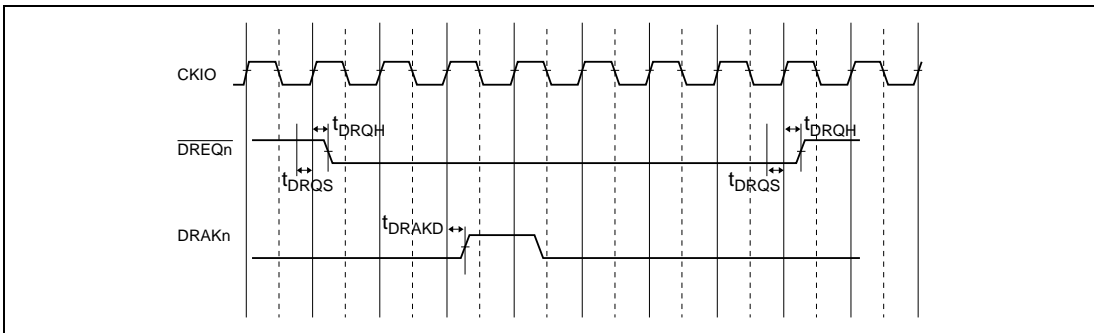 CKIO
tDRQH
tDRQH
DREQn
tDRQS
tDRQS
tDRAKD
DRAKn